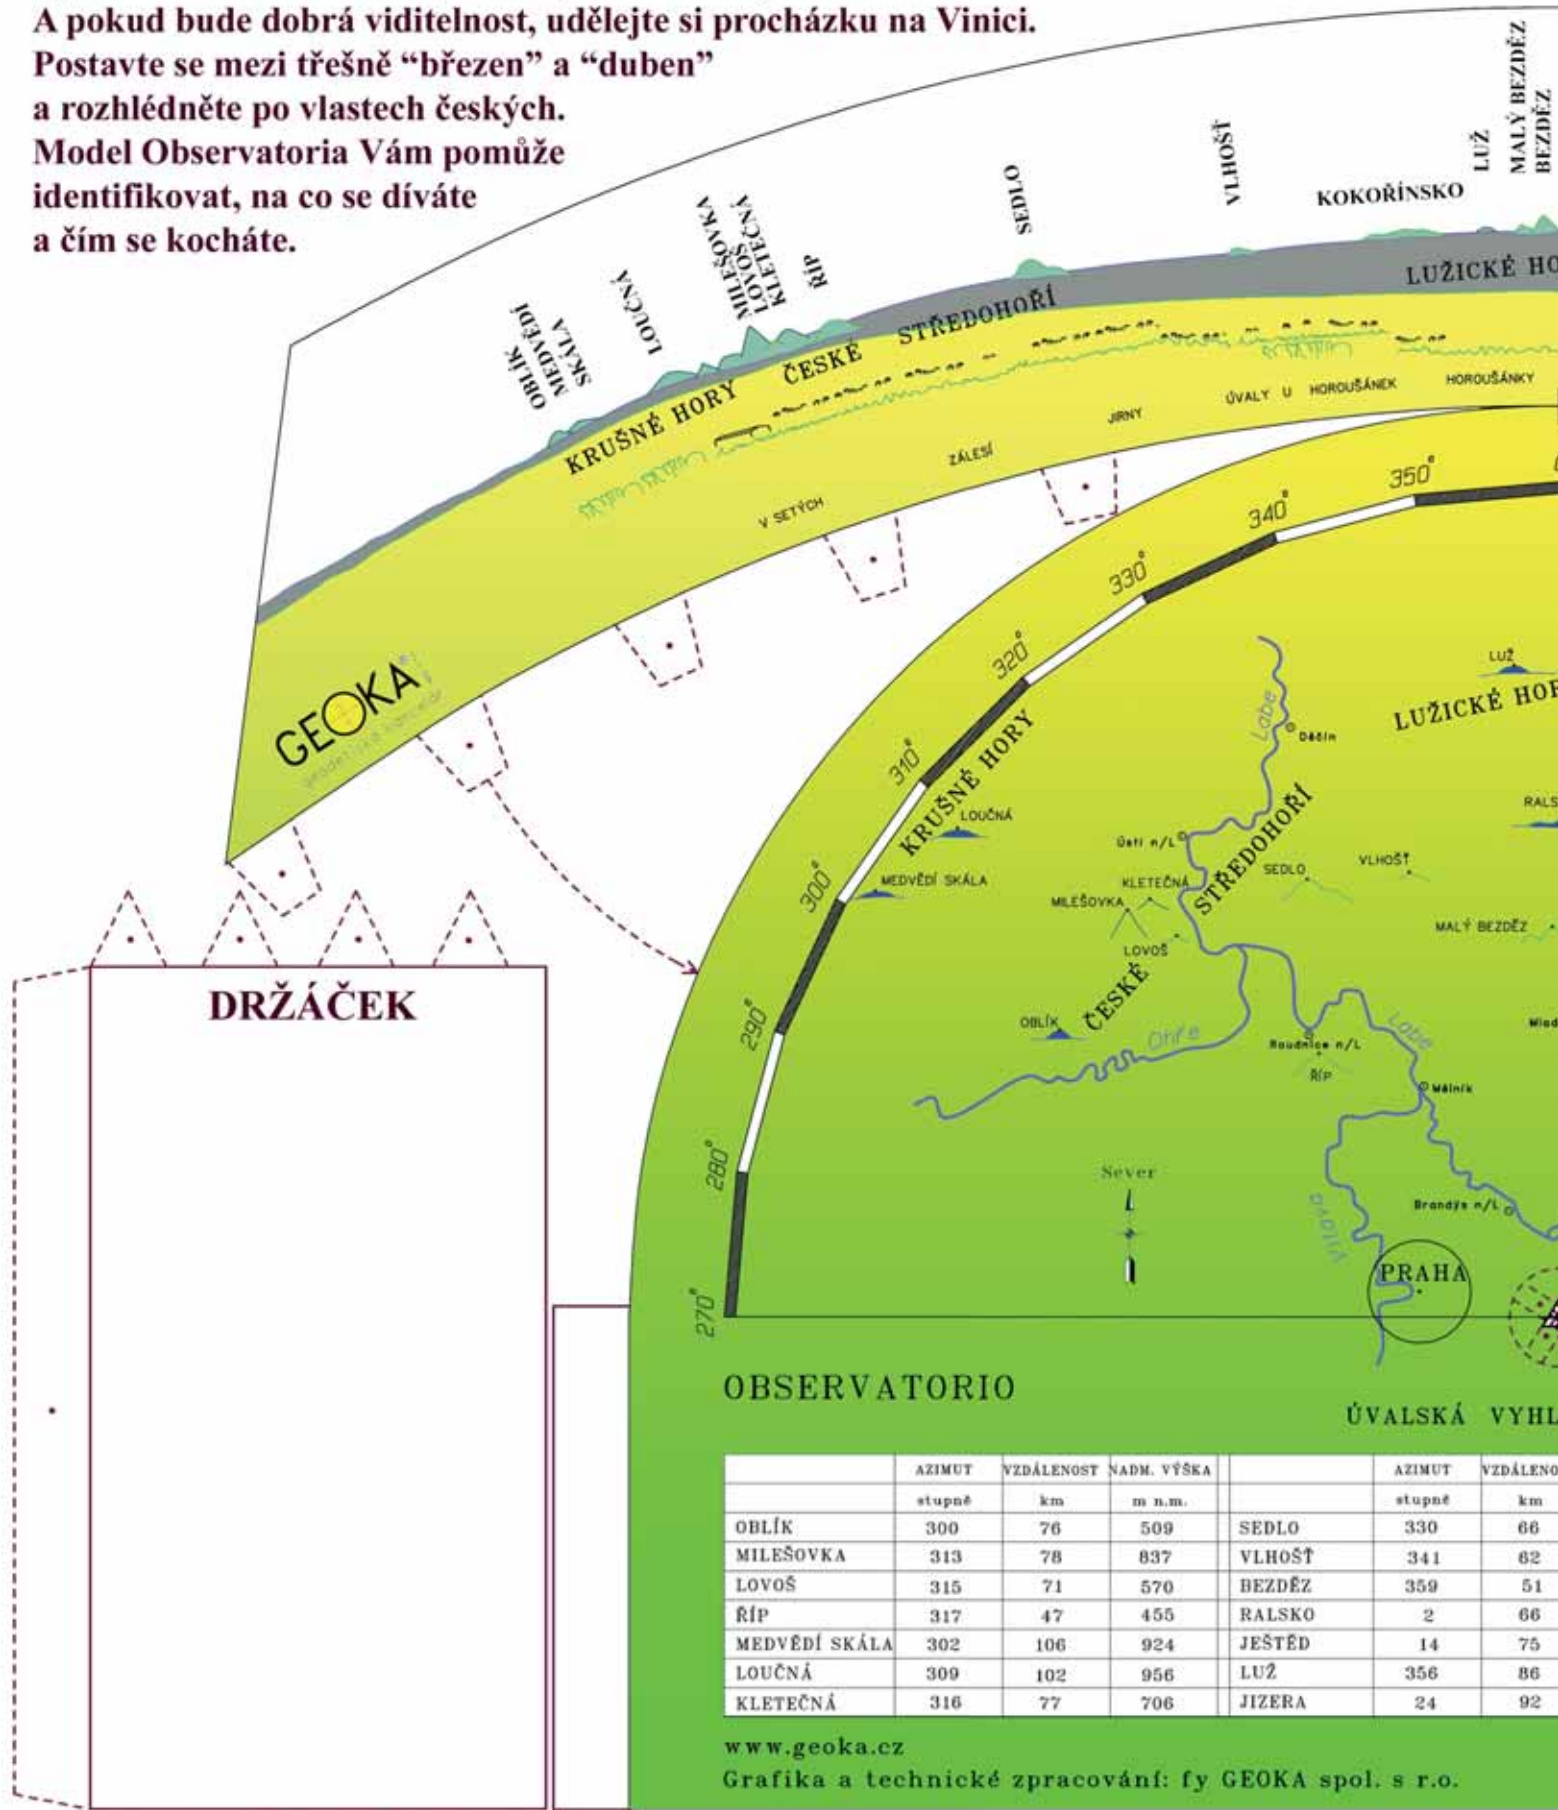 A pokud bude dobrá viditelnost, udělejte si procházku na Vinici.
Postavte se mezi třešně “březen” a “duben”
a rozhlédněte po vlastech českých.
Model Observatoria Vám pomůže
identifikovat, na co se díváte
a čím se kocháte.
OBLÍK
MEDVĚDÍ
SKÁLA
LOUČNÁ
MILEŠOVKA
LOVOŠ
KLETEČNÁ
ŘÍP
SEDLO
VLHOŠŤ
KOKOŘÍNSKO
LUŽ
MALÝ BEZDĚZ
BEZDĚZ
KRUŠNÉ HORY
ČESKÉ STŘEDOHOŘÍ
LUŽICKÉ HO
V SETÝCH
ZÁLESÍ
JIRNY
ÚVALY U HOROUŠÁNEK
HOROUŠÁNKY
GEOKA
geodetická kancelář
DRŽÁČEK
270°
280°
290°
300°
310°
320°
330°
340°
350°
KRUŠNÉ HORY
LOUČNÁ
MEDVĚDÍ SKÁLA
Labe
Děčín
LUŽ
LUŽICKÉ HOR
RALS
Ústí n/L
STŘEDOHOŘÍ
SEDLO
VLHOŠŤ
KLETEČNÁ
MILEŠOVKA
LOVOŠ
MALÝ BEZDĚZ
ČESKÉ
OBLÍK
Ohře
Labe
Roudnice n/L
ŘÍP
Mlad
Mělník
Sever
Vltava
Brandýs n/L
PRAHA
OBSERVATORIO
ÚVALSKÁ VYHL
AZIMUT VZDÁLENOST NADM. VÝŠKA AZIMUT VZDÁLENO
stupně km m n.m. stupně km
OBLÍK 300 76 509 SEDLO 330 66
MILEŠOVKA 313 78 837 VLHOŠŤ 341 62
LOVOŠ 315 71 570 BEZDĚZ 359 51
ŘÍP 317 47 455 RALSKO 2 66
MEDVĚDÍ SKÁLA 302 106 924 JEŠTĚD 14 75
LOUČNÁ 309 102 956 LUŽ 356 86
KLETEČNÁ 316 77 706 JIZERA 24 92
www.geoka.cz
Grafika a technické zpracování: fy GEOKA spol. s r.o.